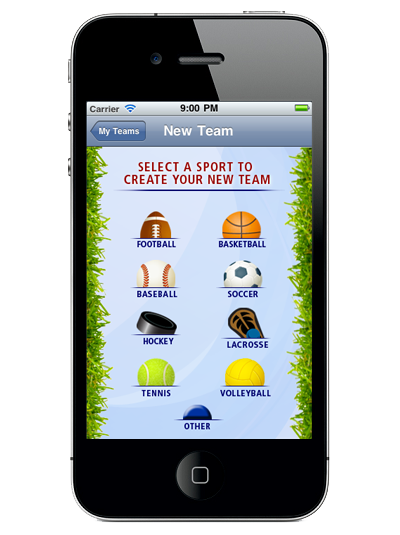 Carrier 9:00 PM
My Teams New Team
SELECT A SPORT TO
CREATE YOUR NEW TEAM
FOOTBALL BASKETBALL
BASEBALL SOCCER
HOCKEY LACROSSE
TENNIS VOLLEYBALL
OTHER